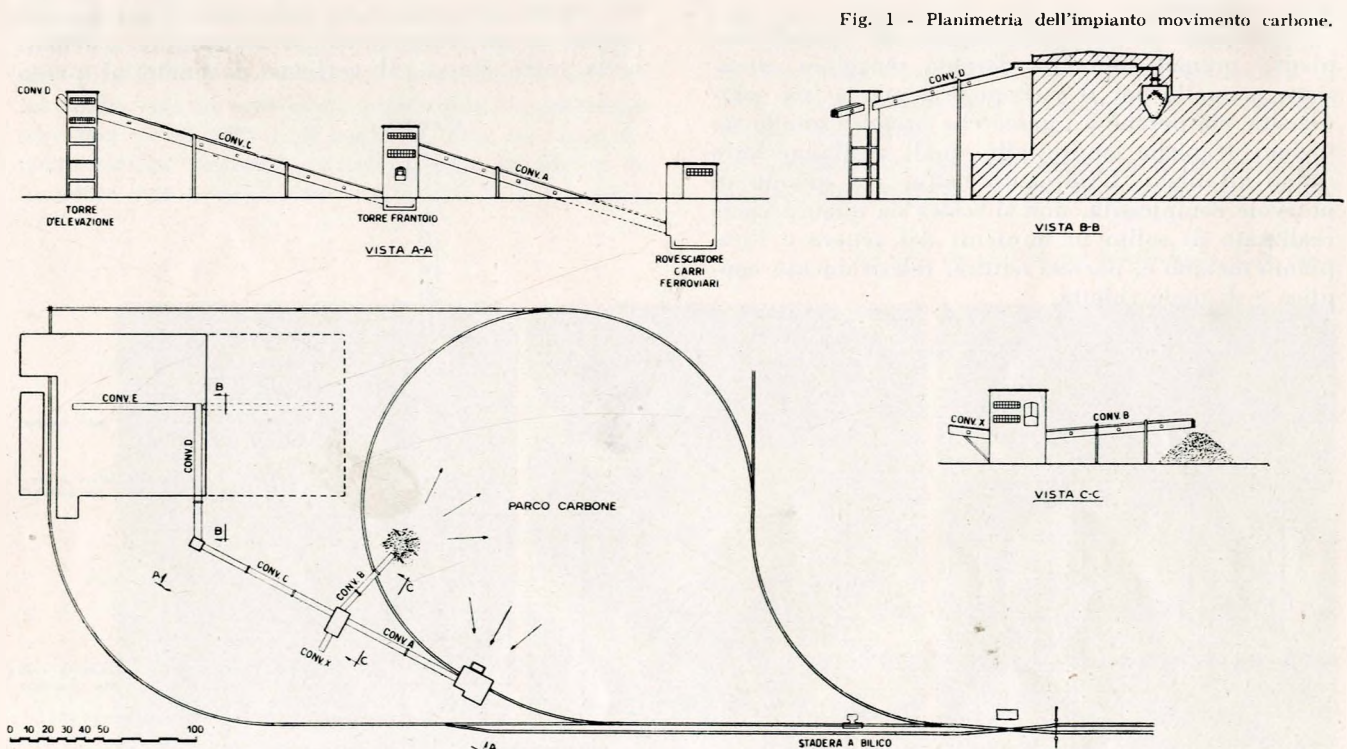 Fig. 1 - Planimetria dell'impianto movimento carbone.
CONV. D
CONV. C
CONV. A
TORRE
D'ELEVAZIONE
TORRE FRANTOIO
ROVESCIATORE
CARRI
FERROVIARI
VISTA A-A
CONV. D
VISTA B-B
CONV. X
CONV. B
VISTA C-C
CONV. E
B
CONV. D
B
PARCO CARBONE
A
CONV. C
CONV. B
C
CONV. A
C
CONV. X
0 10 20 30 40 50 100
A
STADERA A BILICO